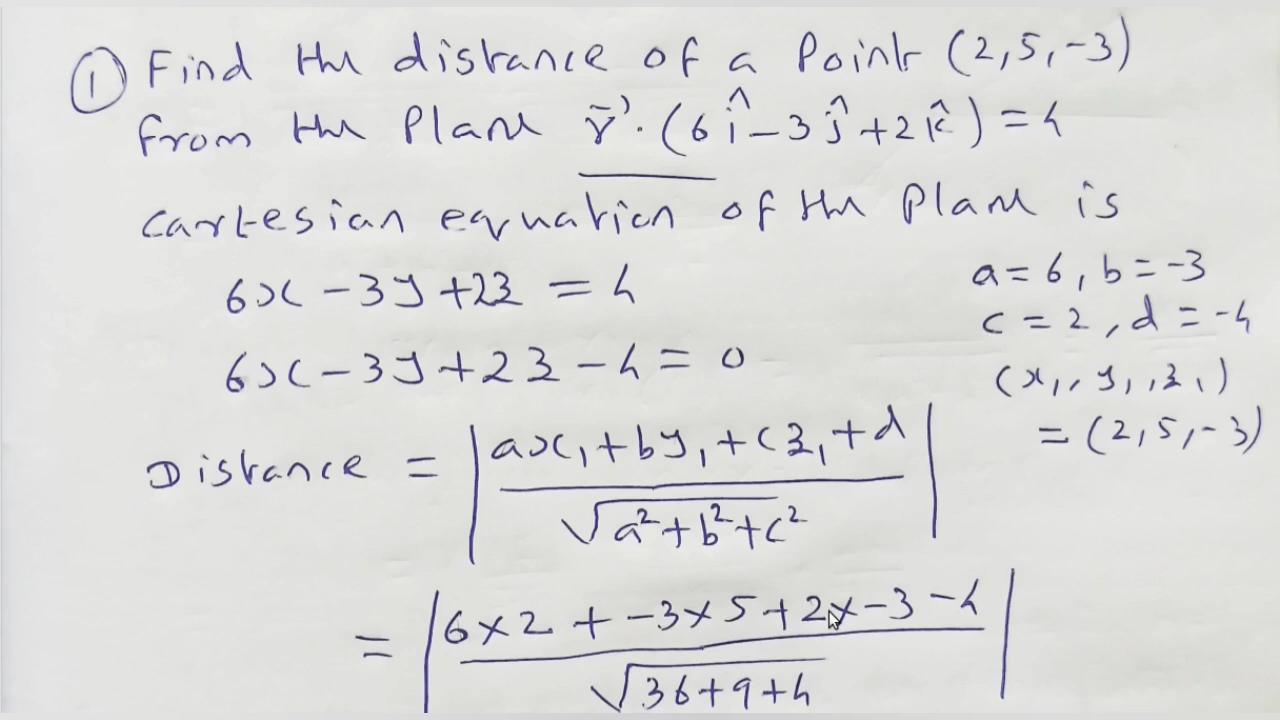 ① Find the distance of a Point (2,5,-3)
from the Plane r⃗.(6î-3ĵ+2k̂)=4
cartesian equation of the Plane is
6x-3y+2z=4
6x-3y+2z-4=0
a=6, b=-3
c=2, d=-4
(x₁, y₁, z₁)
=(2,5,-3)
Distance = |ax₁+by₁+cz₁+d / √a²+b²+c²|
= |6×2+-3×5+2×-3-4 / √36+9+4|